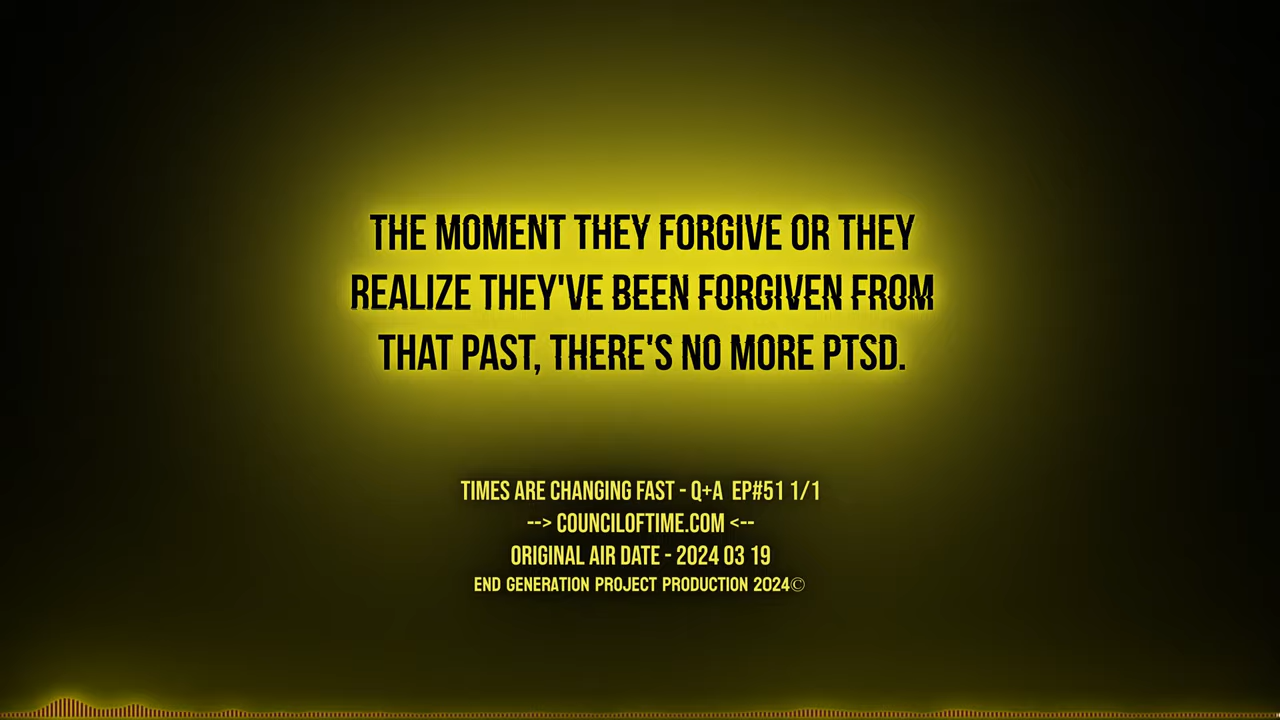 THE MOMENT THEY FORGIVE OR THEY
REALIZE THEY'VE BEEN FORGIVEN FROM
THAT PAST, THERE'S NO MORE PTSD.
TIMES ARE CHANGING FAST - Q+A EP#51 1/1
--> COUNCILOFTIME.COM <--
ORIGINAL AIR DATE - 2024 03 19
END GENERATION PROJECT PRODUCTION 2024©